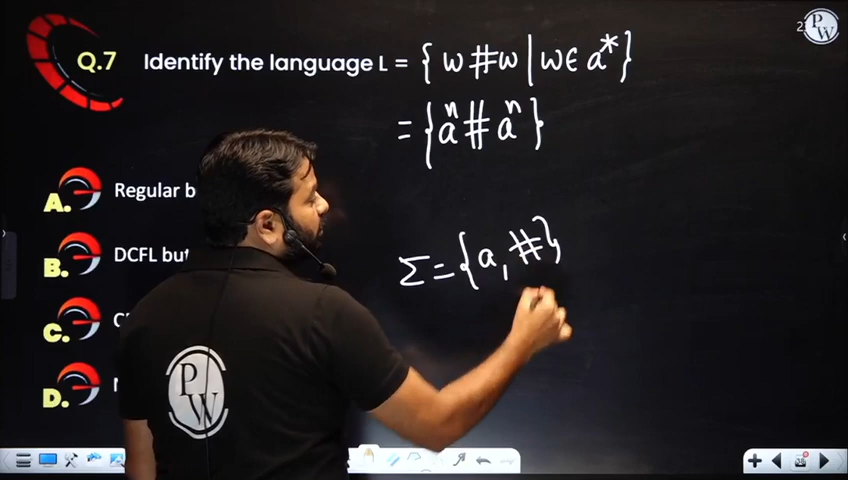 Q.7 Identify the language L = { w # w | w ∈ a* }
= { aⁿ # aⁿ }
A. Regular b
B. DCFL but
Σ = { a, # }
C.
D.
PW
PW